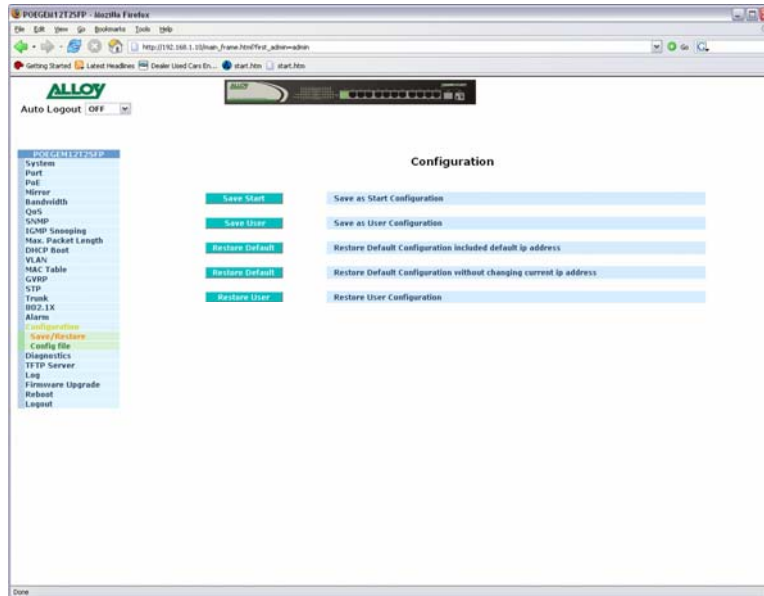 POEGEM12T2SFP - Mozilla Firefox
File Edit View Go Bookmarks Tools Help
http://192.168.1.10/main_frame.html?first_admin=admin
Getting Started Latest Headlines Dealer Used Cars En... start.htm start.htm
ALLOY
Auto Logout OFF
POEGEM12T2SFP
System
Port
PoE
Mirror
Bandwidth
QoS
SNMP
IGMP Snooping
Max. Packet Length
DHCP Boot
VLAN
MAC Table
GVRP
STP
Trunk
802.1X
Alarm
Configuration
Save/Restore
Config file
Diagnostics
TFTP Server
Log
Firmware Upgrade
Reboot
Logout
Configuration
Save Start Save as Start Configuration
Save User Save as User Configuration
Restore Default Restore Default Configuration included default ip address
Restore Default Restore Default Configuration without changing current ip address
Restore User Restore User Configuration
Done